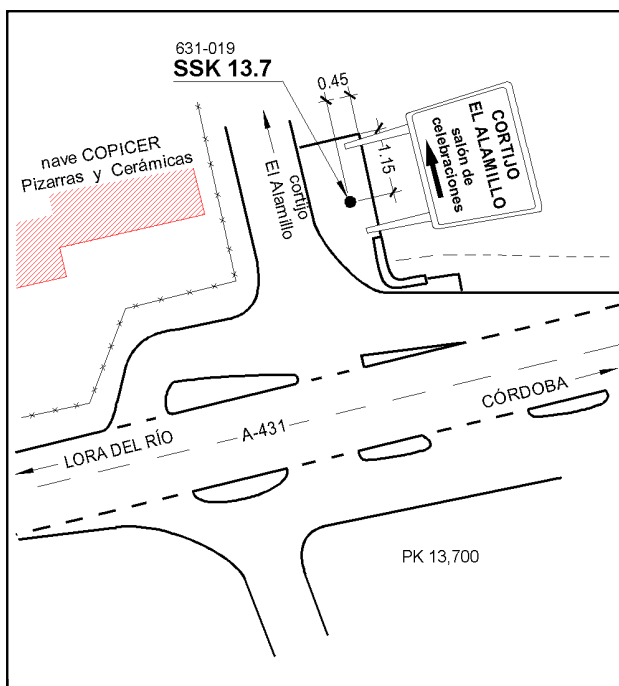 631-019
SSK 13.7
0.45
1.15
CORTIJO
EL ALAMILLO
salón de
celebraciones
nave COPICER
Pizarras y Cerámicas
cortijo
El Alamillo
CÓRDOBA
A-431
LORA DEL RÍO
PK 13,700